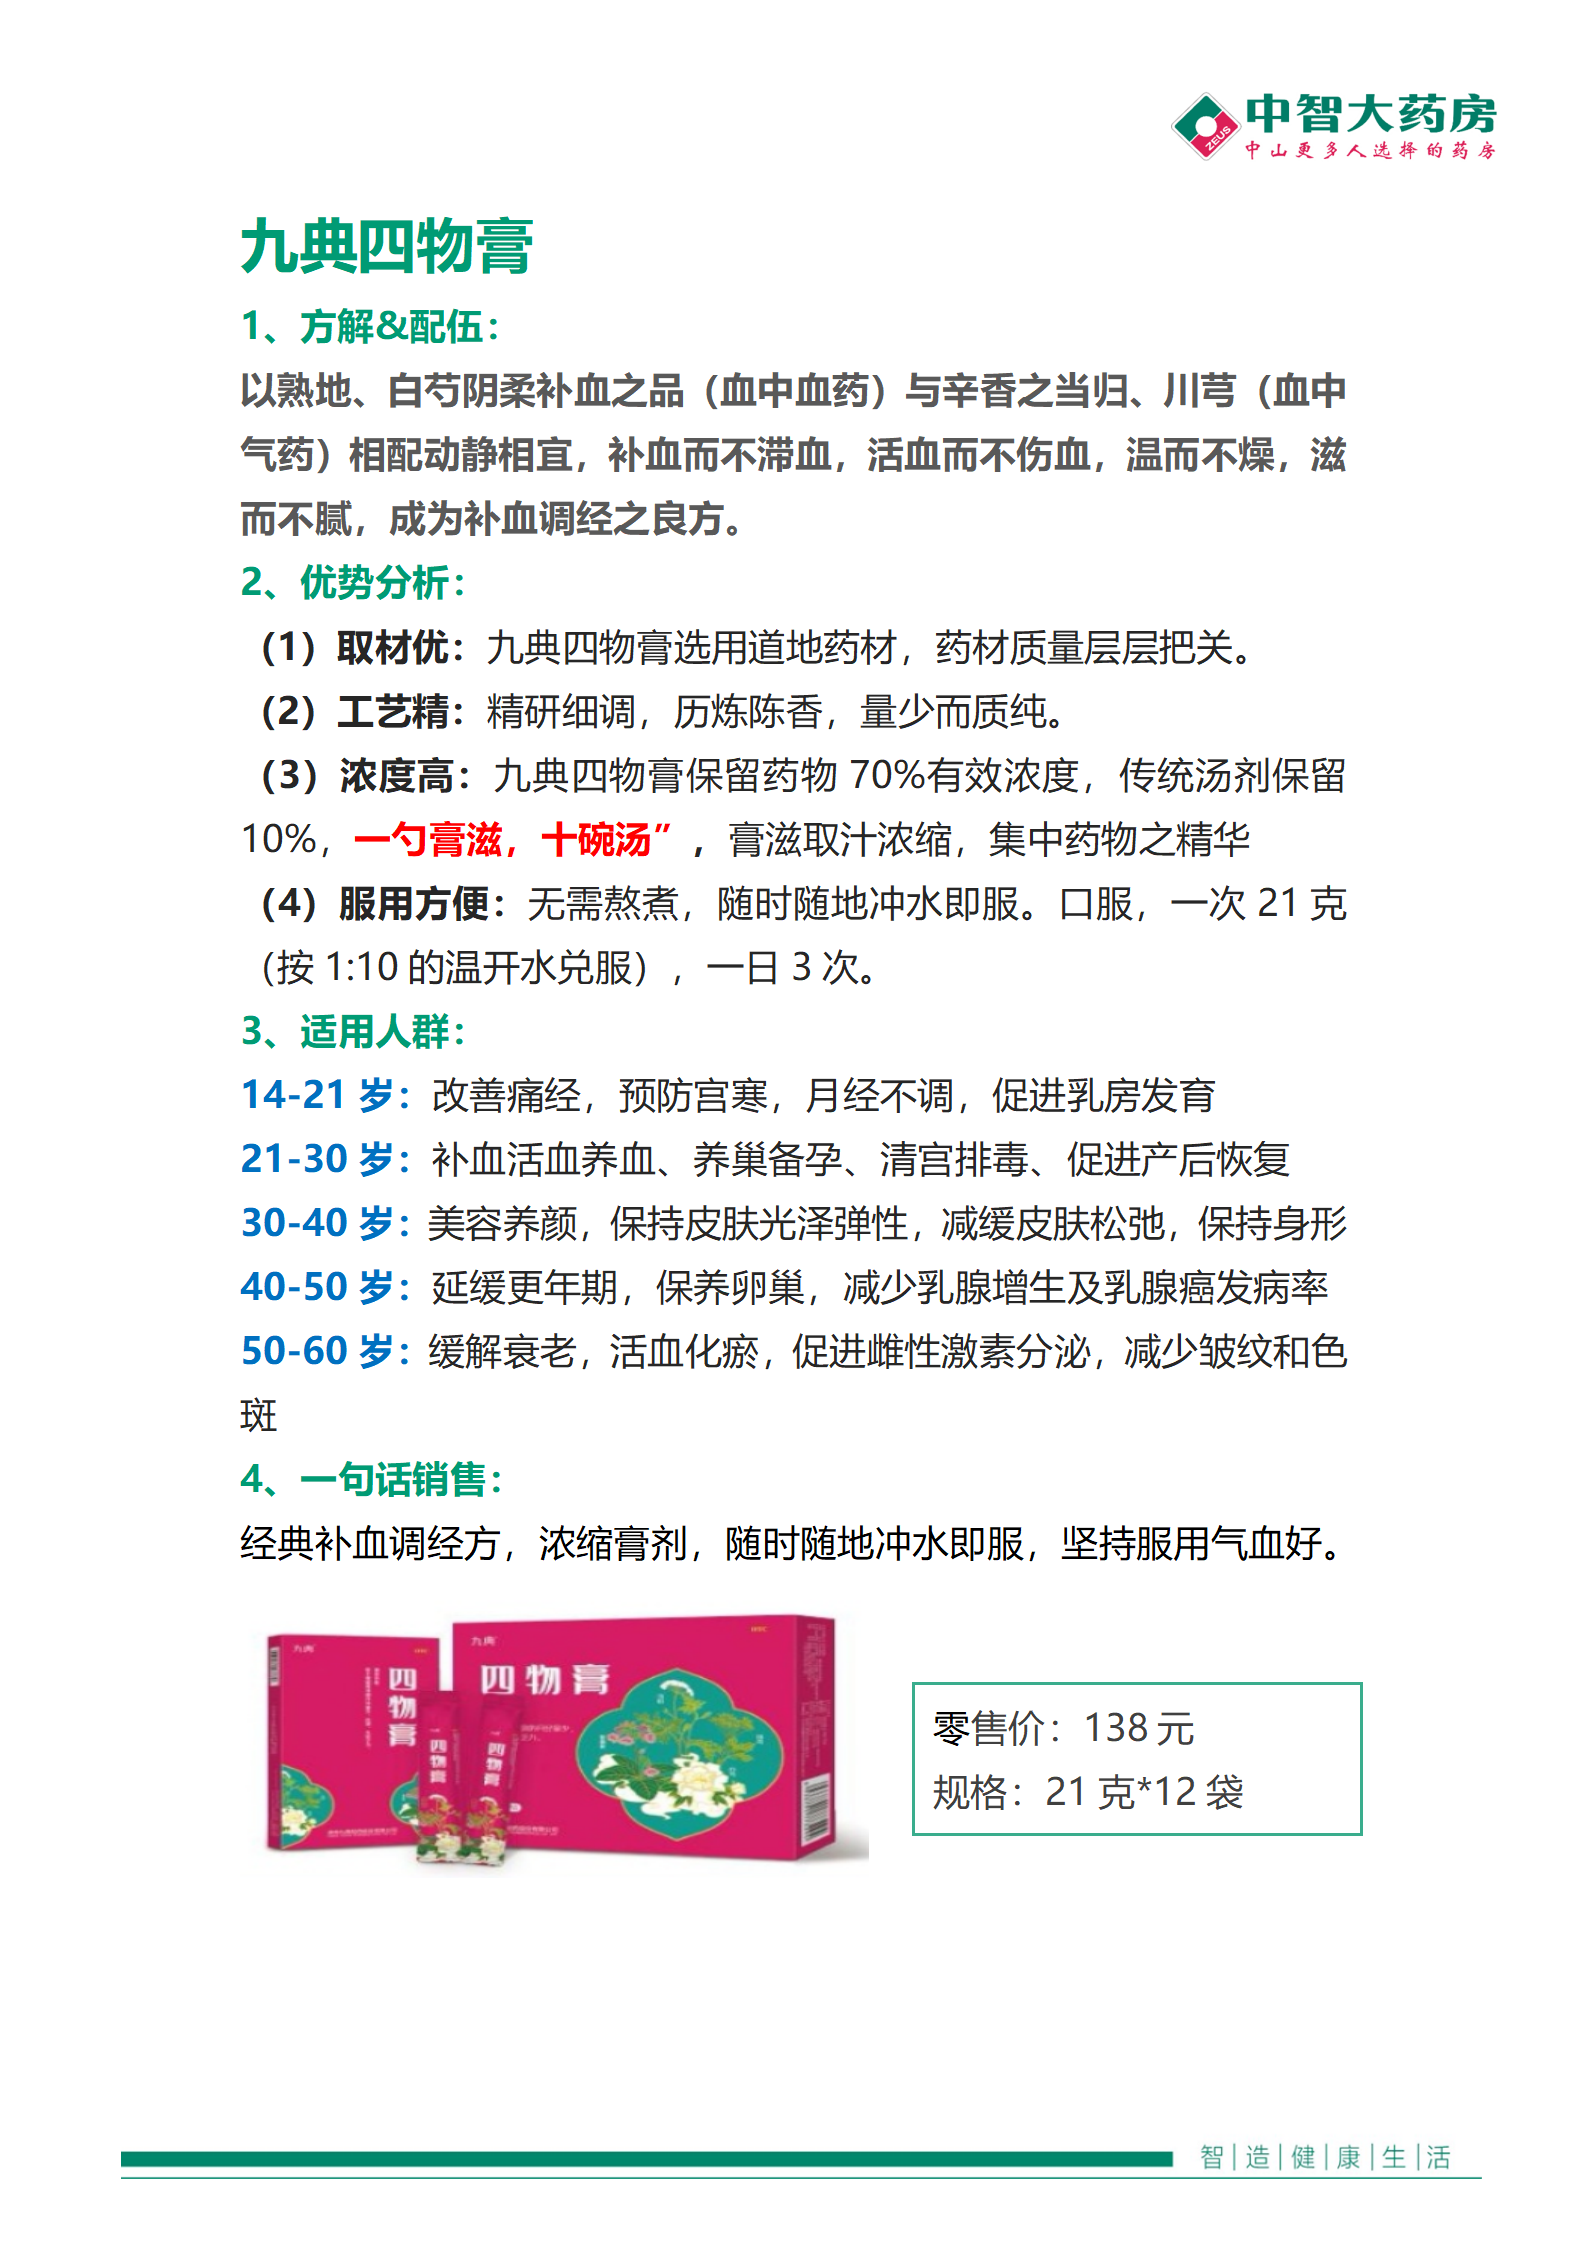 中智大药房
ZEUS
中山更多人选择的药房
九典四物膏
1、方解&配伍：
以熟地、白芍阴柔补血之品（血中血药）与辛香之当归、川芎（血中
气药）相配动静相宜，补血而不滞血，活血而不伤血，温而不燥，滋
而不腻，成为补血调经之良方。
2、优势分析：
（1）取材优：九典四物膏选用道地药材，药材质量层层把关。
（2）工艺精：精研细调，历炼陈香，量少而质纯。
（3）浓度高：九典四物膏保留药物 70%有效浓度，传统汤剂保留
10%，一勺膏滋，十碗汤”，膏滋取汁浓缩，集中药物之精华
（4）服用方便：无需熬煮，随时随地冲水即服。口服，一次 21 克
（按 1:10 的温开水兑服），一日 3 次。
3、适用人群：
14-21 岁：改善痛经，预防宫寒，月经不调，促进乳房发育
21-30 岁：补血活血养血、养巢备孕、清宫排毒、促进产后恢复
30-40 岁：美容养颜，保持皮肤光泽弹性，减缓皮肤松弛，保持身形
40-50 岁：延缓更年期，保养卵巢，减少乳腺增生及乳腺癌发病率
50-60 岁：缓解衰老，活血化瘀，促进雌性激素分泌，减少皱纹和色
斑
4、一句话销售：
经典补血调经方，浓缩膏剂，随时随地冲水即服，坚持服用气血好。
九典
四物膏
九典
四物膏
四物膏
四物膏
零售价：138 元
规格：21 克*12 袋
智|造|健|康|生|活